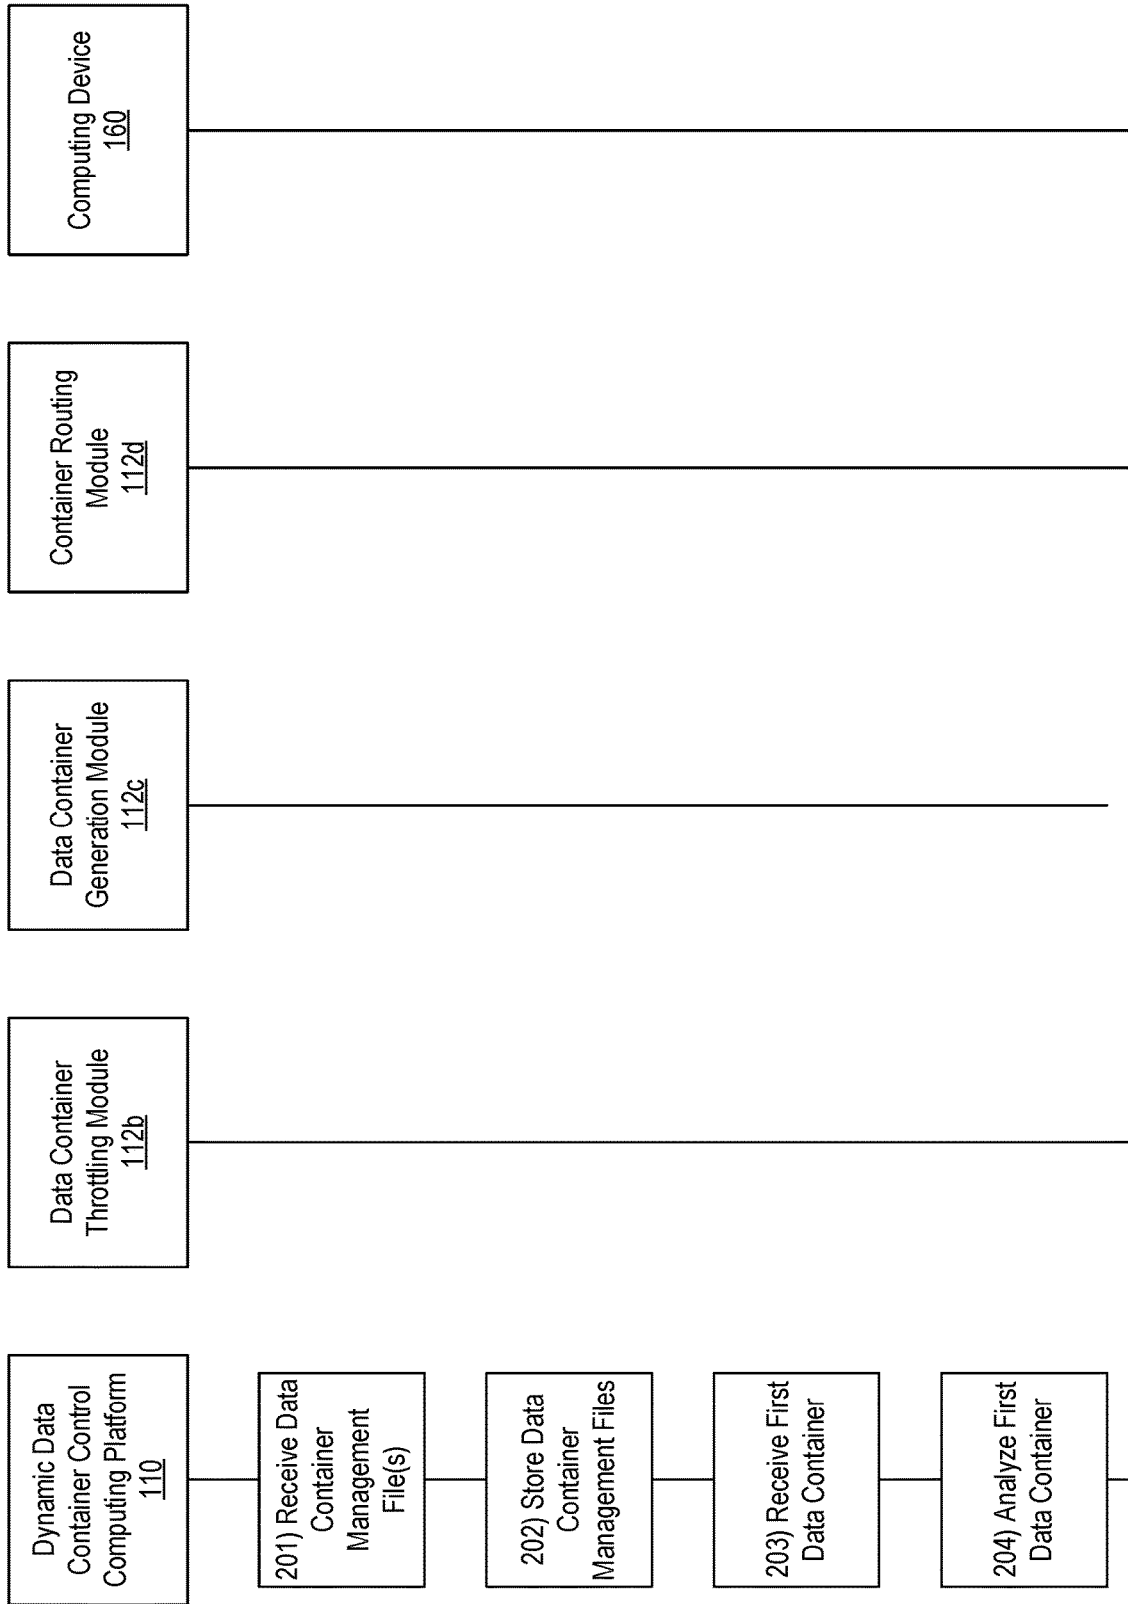 Dynamic Data
Container Control
Computing Platform
110
Data Container
Throttling Module
112b
Data Container
Generation Module
112c
Container Routing
Module
112d
Computing Device
160
201) Receive Data
Container
Management
File(s)
202) Store Data
Container
Management Files
203) Receive First
Data Container
204) Analyze First
Data Container